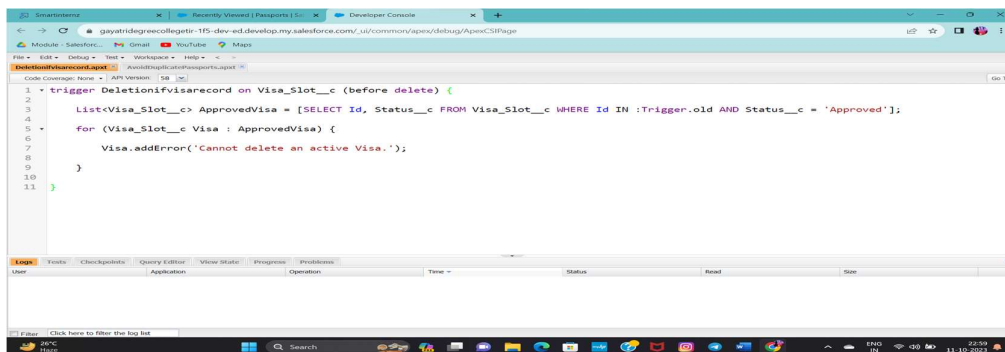 Smartinternz
Recently Viewed | Passports | Sal
Developer Console
gayatridegreecollegetir-1f5-dev-ed.develop.my.salesforce.com/_ui/common/apex/debug/ApexCSIPage
Module - Salesforc... Gmail YouTube Maps
File Edit Debug Test Workspace Help < >
Deletionifvisarecord.apxt AvoidDuplicatePassports.apxt
Code Coverage: None API Version: 58 Go T
1 trigger Deletionifvisarecord on Visa_Slot__c (before delete) {
2
3 List<Visa_Slot__c> ApprovedVisa = [SELECT Id, Status__c FROM Visa_Slot__c WHERE Id IN :Trigger.old AND Status__c = 'Approved'];
4
5 for (Visa_Slot__c Visa : ApprovedVisa) {
6
7 Visa.addError('Cannot delete an active Visa.');
8
9 }
10
11 }
Logs Tests Checkpoints Query Editor View State Progress Problems
User Application Operation Time Status Read Size
Filter Click here to filter the log list
26°C
Haze
Search
ENG
IN
22:59
11-10-2023